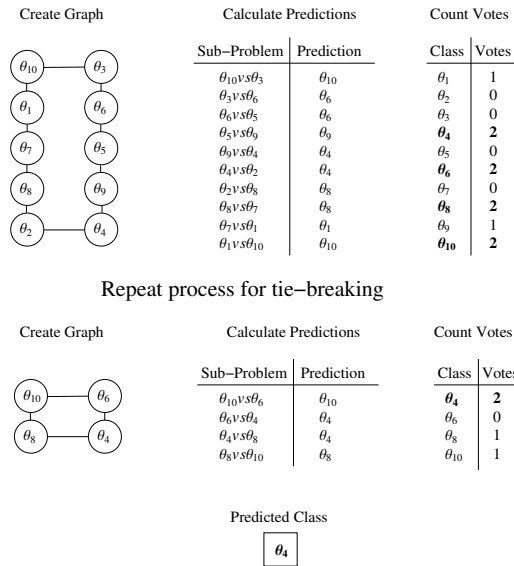 Create Graph
Calculate Predictions
Count Votes
θ10
θ3
θ1
θ6
θ7
θ5
θ8
θ9
θ2
θ4
Sub−Problem Prediction
θ10vsθ3 θ10
θ3vsθ6 θ6
θ6vsθ5 θ6
θ5vsθ9 θ9
θ9vsθ4 θ4
θ4vsθ2 θ4
θ2vsθ8 θ8
θ8vsθ7 θ8
θ7vsθ1 θ1
θ1vsθ10 θ10
Class Votes
θ1 1
θ2 0
θ3 0
θ4 2
θ5 0
θ6 2
θ7 0
θ8 2
θ9 1
θ10 2
Repeat process for tie−breaking
Create Graph
Calculate Predictions
Count Votes
θ10
θ6
θ8
θ4
Sub−Problem Prediction
θ10vsθ6 θ10
θ6vsθ4 θ4
θ4vsθ8 θ4
θ8vsθ10 θ8
Class Votes
θ4 2
θ6 0
θ8 1
θ10 1
Predicted Class
θ4